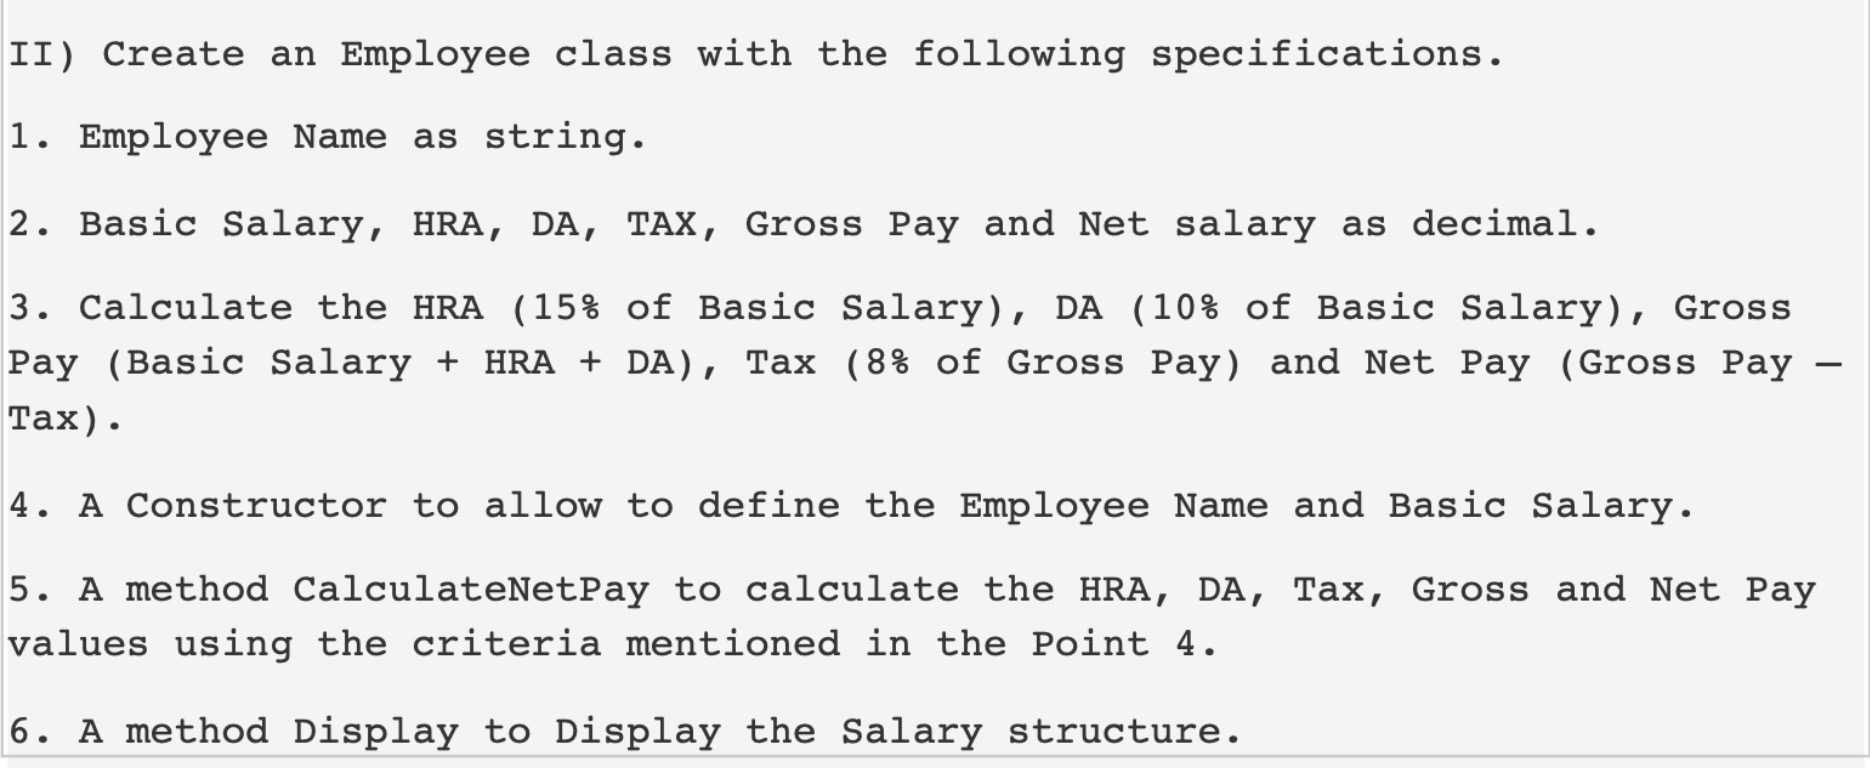 II) Create an Employee class with the following specifications.
1. Employee Name as string.
2. Basic Salary, HRA, DA, TAX, Gross Pay and Net salary as decimal.
3. Calculate the HRA (15% of Basic Salary), DA (10% of Basic Salary), Gross
Pay (Basic Salary + HRA + DA), Tax (8% of Gross Pay) and Net Pay (Gross Pay –
Tax).
4. A Constructor to allow to define the Employee Name and Basic Salary.
5. A method CalculateNetPay to calculate the HRA, DA, Tax, Gross and Net Pay
values using the criteria mentioned in the Point 4.
6. A method Display to Display the Salary structure.